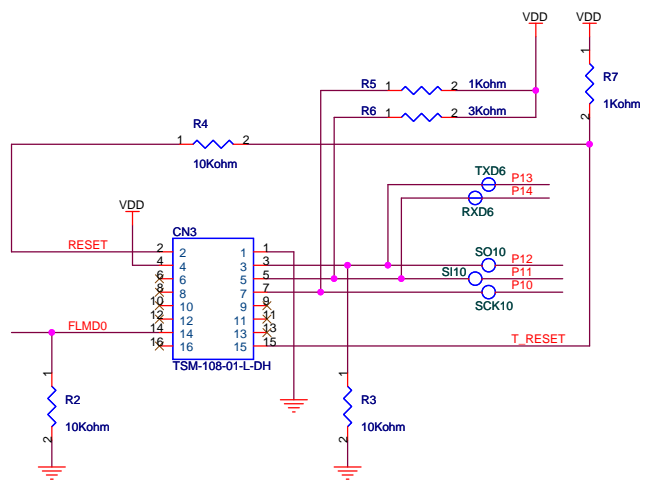 VDD VDD
1
R5 1 2 1Kohm R7
R6 1 2 3Kohm 1Kohm
2
R4
1 2
10Kohm
TXD6 P13
P14
RXD6
VDD
CN3
RESET 2 2 1 1
4 4 3 3 SO10 P12
6 6 5 5 SI10 P11
8 8 7 7 P10
SCK10
10 10 9 9
12 12 11 11
FLMD0 14 14 13 13
16 16 15 15 T_RESET
TSM-108-01-L-DH
1 1
R2 R3
10Kohm 10Kohm
2 2